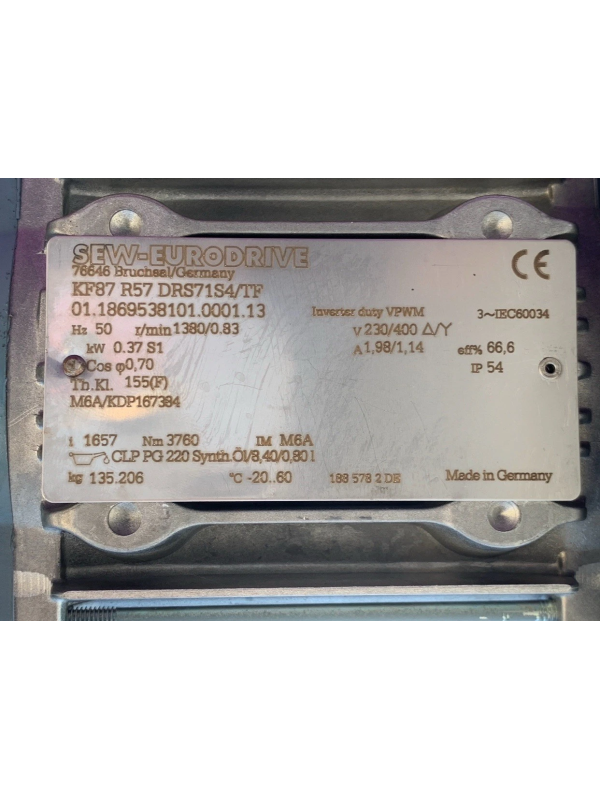 SEW-EURODRIVE
76646 Bruchsal/Germany
CE
KF87 R57 DRS71S4/TF
01.1869538101.0001.13 Inverter duty VPWM 3~IEC60034
Hz 50 r/min 1380/0.83 V 230/400 Δ/Y
kW 0.37 S1 A 1,98/1,14 eff% 66,6
Cos φ 0,70 IP 54
Th.Kl. 155(F)
M6A/KDP167384
i 1657 Nm 3760 IM M6A
CLP PG 220 Synth.Öl/8,40/0,80 l
kg 135.206 °C -20..60 188 578 2 DE Made in Germany